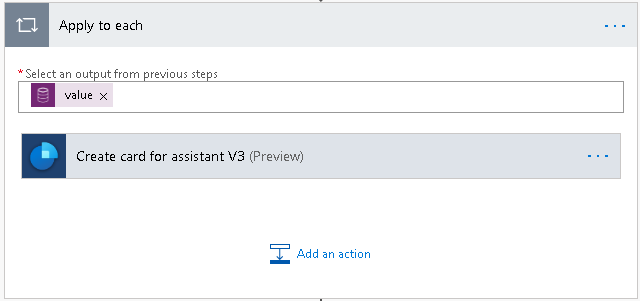 Apply to each
* Select an output from previous steps
value ×
Create card for assistant V3 (Preview)
Add an action